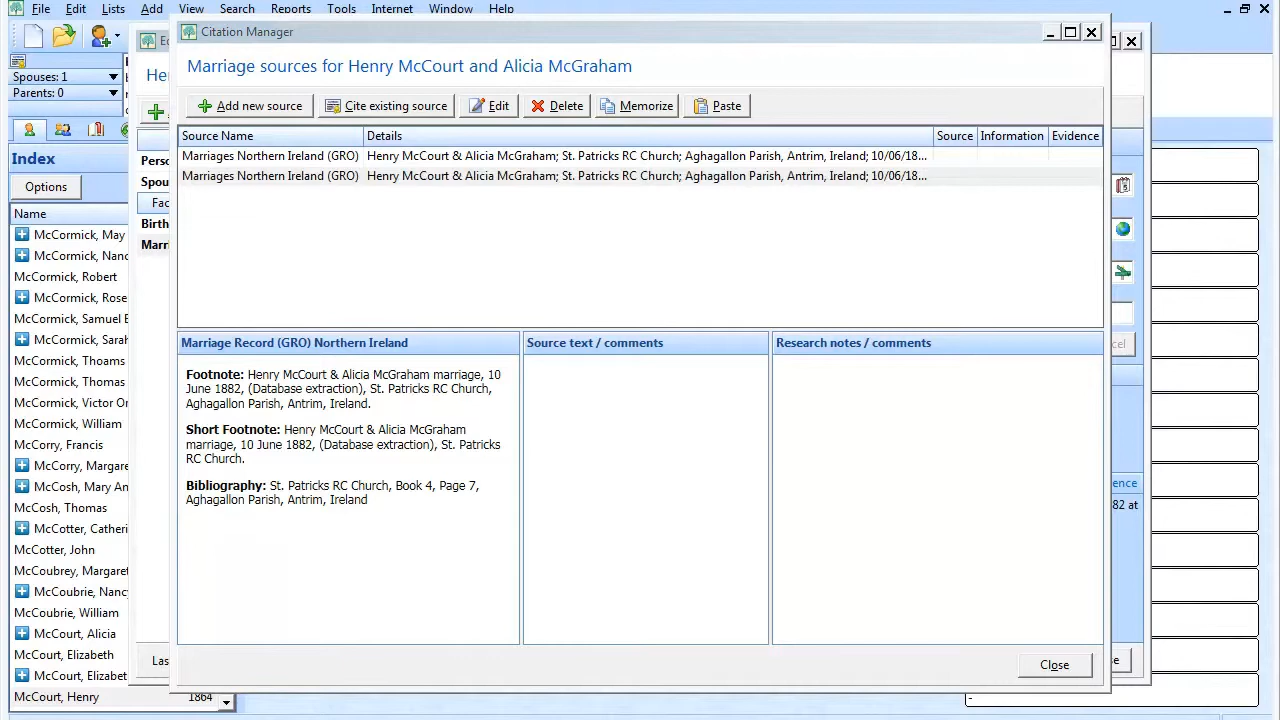 File Edit Lists Add View Search Reports Tools Internet Window Help
Citation Manager
Marriage sources for Henry McCourt and Alicia McGraham
Add new source Cite existing source Edit Delete Memorize Paste
Source Name Details Source Information Evidence
Marriages Northern Ireland (GRO) Henry McCourt & Alicia McGraham; St. Patricks RC Church; Aghagallon Parish, Antrim, Ireland; 10/06/18...
Marriages Northern Ireland (GRO) Henry McCourt & Alicia McGraham; St. Patricks RC Church; Aghagallon Parish, Antrim, Ireland; 10/06/18...
Marriage Record (GRO) Northern Ireland
Footnote: Henry McCourt & Alicia McGraham marriage, 10
June 1882, (Database extraction), St. Patricks RC Church,
Aghagallon Parish, Antrim, Ireland.
Short Footnote: Henry McCourt & Alicia McGraham
marriage, 10 June 1882, (Database extraction), St. Patricks
RC Church.
Bibliography: St. Patricks RC Church, Book 4, Page 7,
Aghagallon Parish, Antrim, Ireland
Source text / comments
Research notes / comments
Close
Spouses: 1
Parents: 0
Index
Options
Name
McCormick, May
McCormick, Nanc
McCormick, Robert
McCormick, Rose
McCormick, Samuel E
McCormick, Sarah
McCormick, Thoams
McCormick, Thomas
McCormick, Victor Or
McCormick, William
McCorry, Francis
McCorry, Margare
McCosh, Mary An
McCosh, Thomas
McCotter, Catheri
McCotter, John
McCoubrey, Margaret
McCoubrie, Nancy
McCoubrie, William
McCourt, Alicia
McCourt, Elizabeth
McCourt, Elizabet
McCourt, Henry 1864
He
Perso
Spou
Fac
Birth
Marri
Las
cel
ence
82 at
e